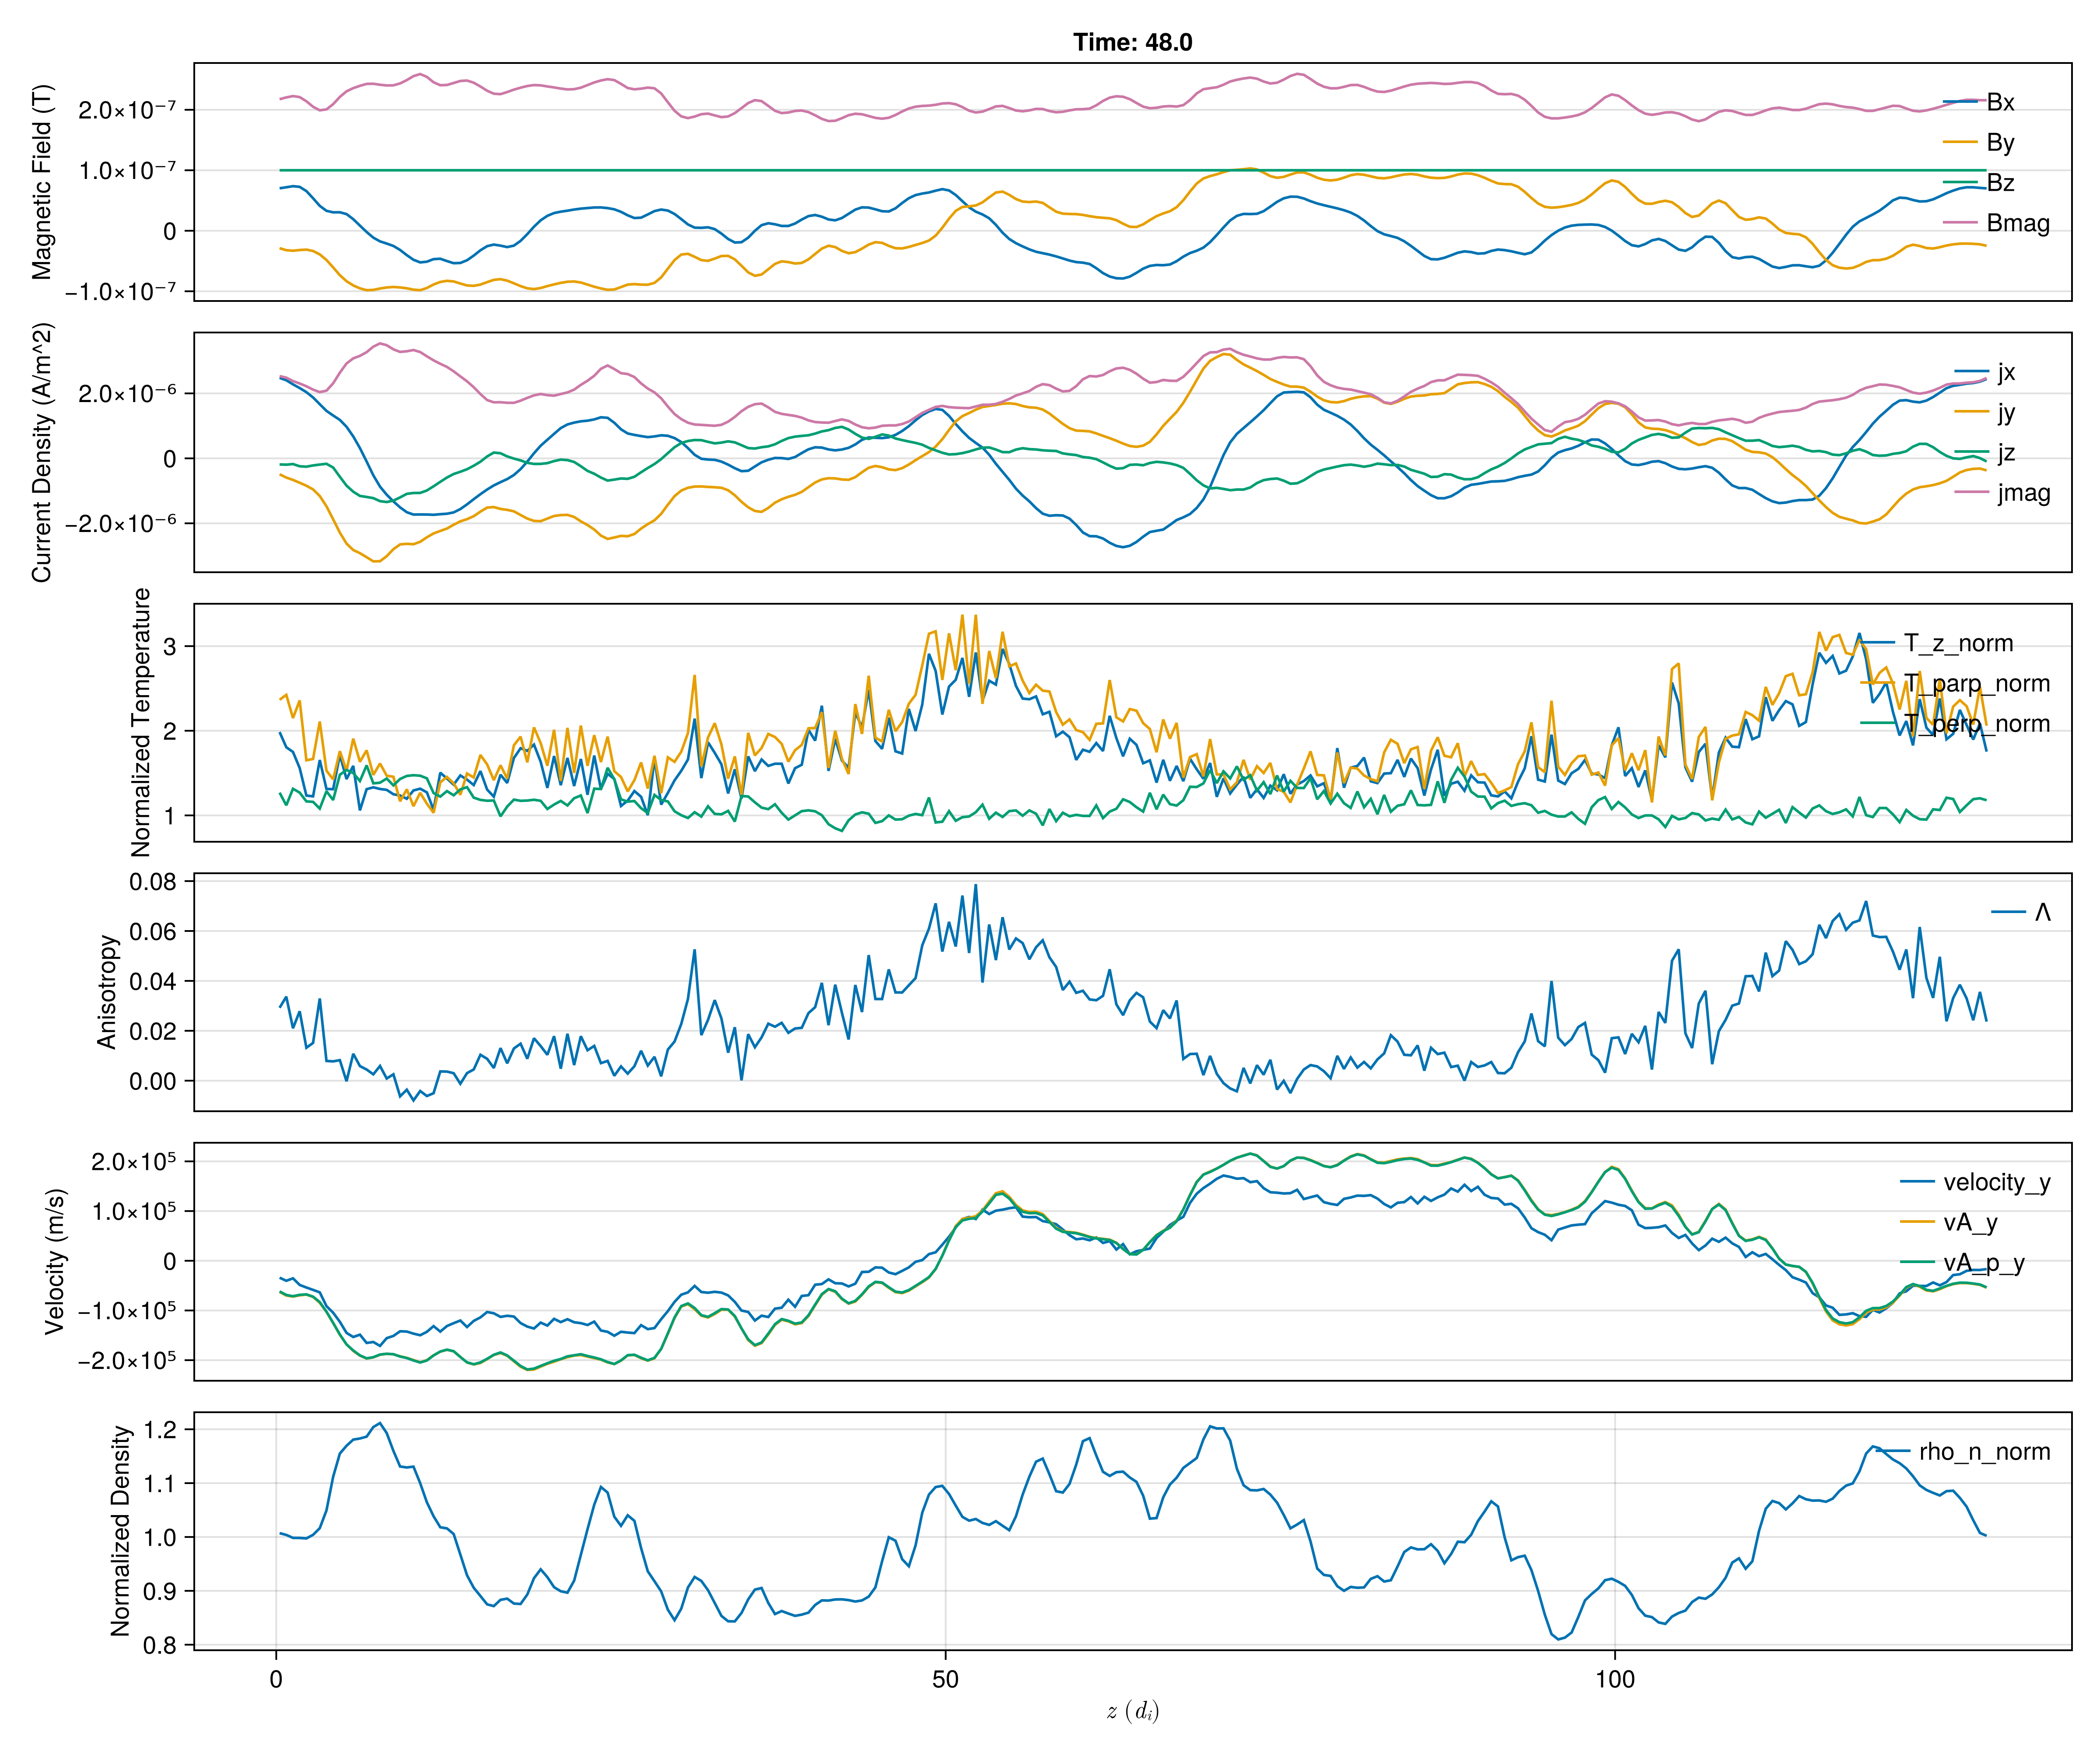 Time: 48.0
Magnetic Field (T)
2.0×10⁻⁷
1.0×10⁻⁷
0
−1.0×10⁻⁷
Bx
By
Bz
Bmag
Current Density (A/m^2)
2.0×10⁻⁶
0
−2.0×10⁻⁶
jx
jy
jz
jmag
Normalized Temperature
3
2
1
T_z_norm
T_parp_norm
T_perp_norm
Anisotropy
0.08
0.06
0.04
0.02
0.00
Λ
Velocity (m/s)
2.0×10⁵
1.0×10⁵
0
−1.0×10⁵
−2.0×10⁵
velocity_y
vA_y
vA_p_y
Normalized Density
1.2
1.1
1.0
0.9
0.8
rho_n_norm
0 50 100
z (dᵢ)